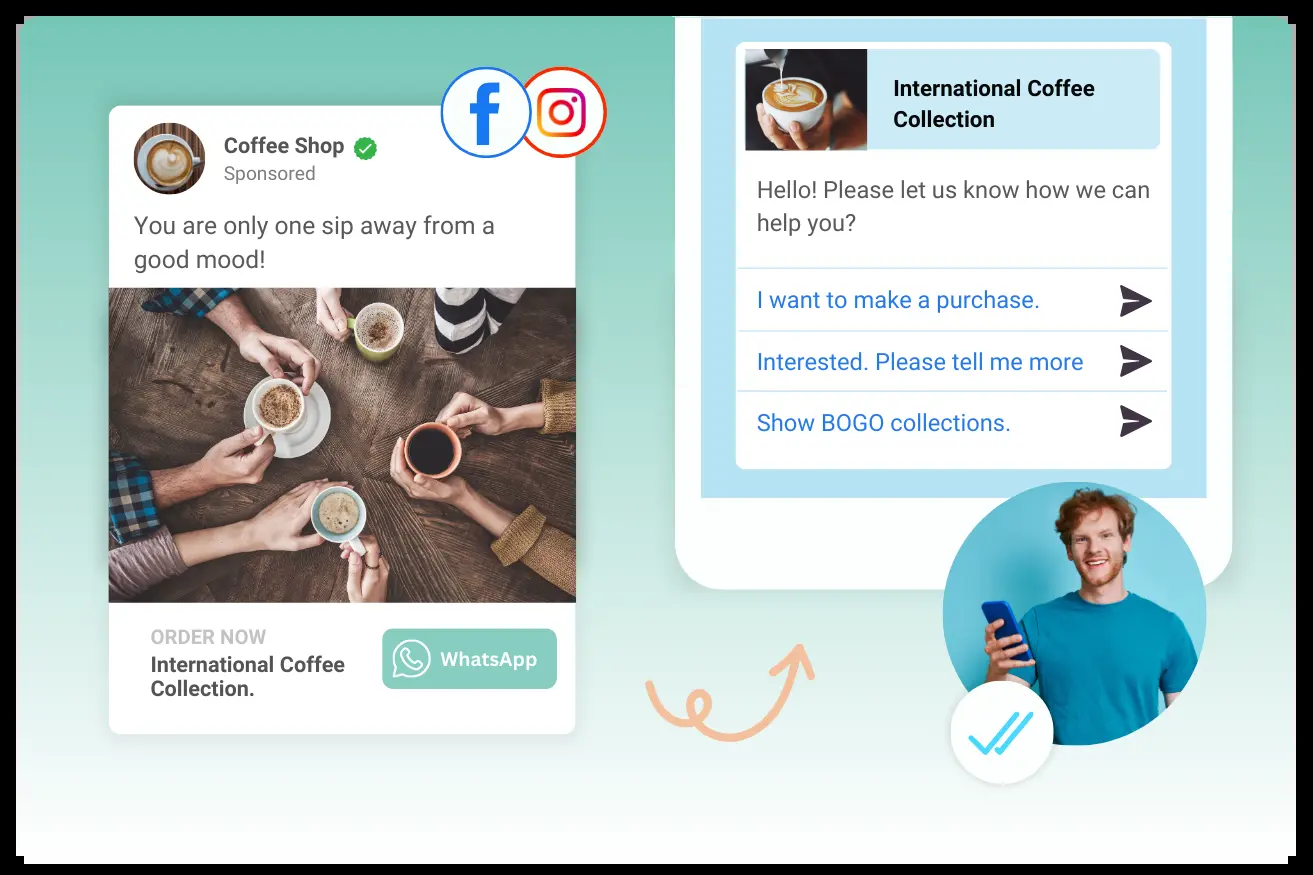 Coffee Shop
Sponsored
You are only one sip away from a
good mood!
ORDER NOW
International Coffee
Collection.
WhatsApp
International Coffee
Collection
Hello! Please let us know how we can
help you?
I want to make a purchase.
Interested. Please tell me more
Show BOGO collections.